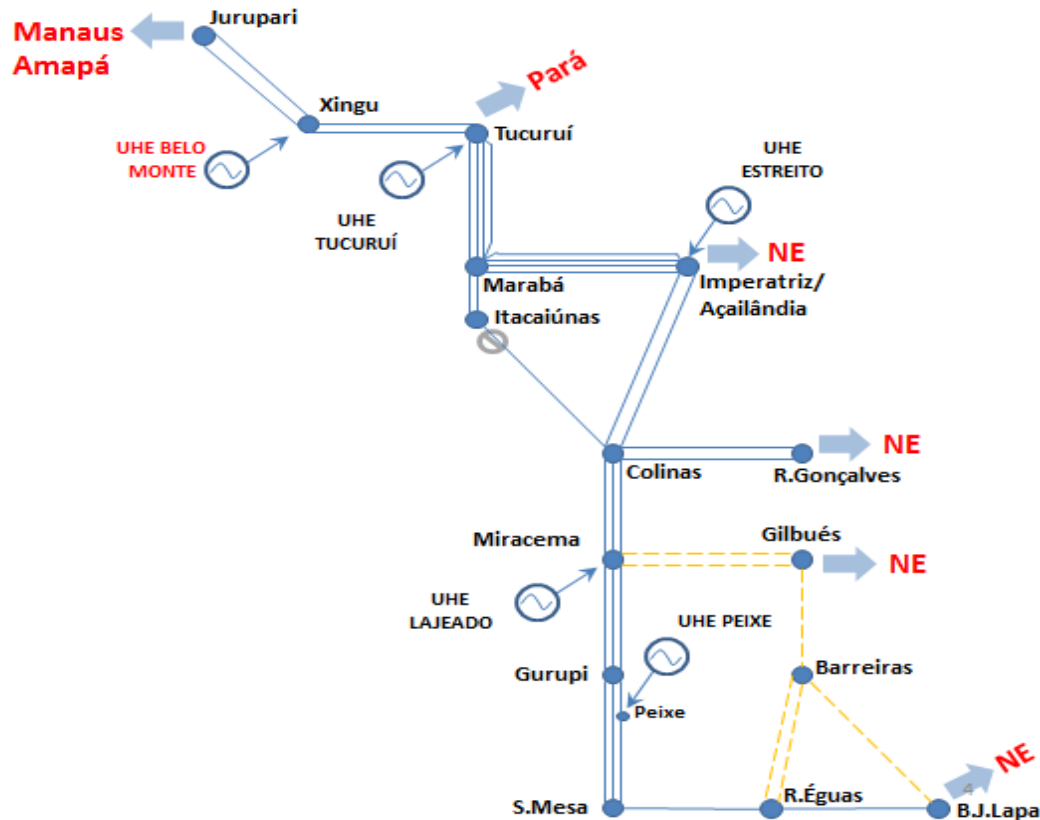 Jurupari
Manaus
Amapá
Pará
Xingu
Tucuruí
UHE BELO
MONTE
UHE
ESTREITO
UHE
TUCURUÍ
NE
Marabá
Imperatriz/
Açailândia
Itacaiúnas
NE
Colinas
R.Gonçalves
Miracema
Gilbués
NE
UHE
LAJEADO
UHE PEIXE
Gurupi
Barreiras
Peixe
NE
4
S.Mesa
R.Éguas
B.J.Lapa